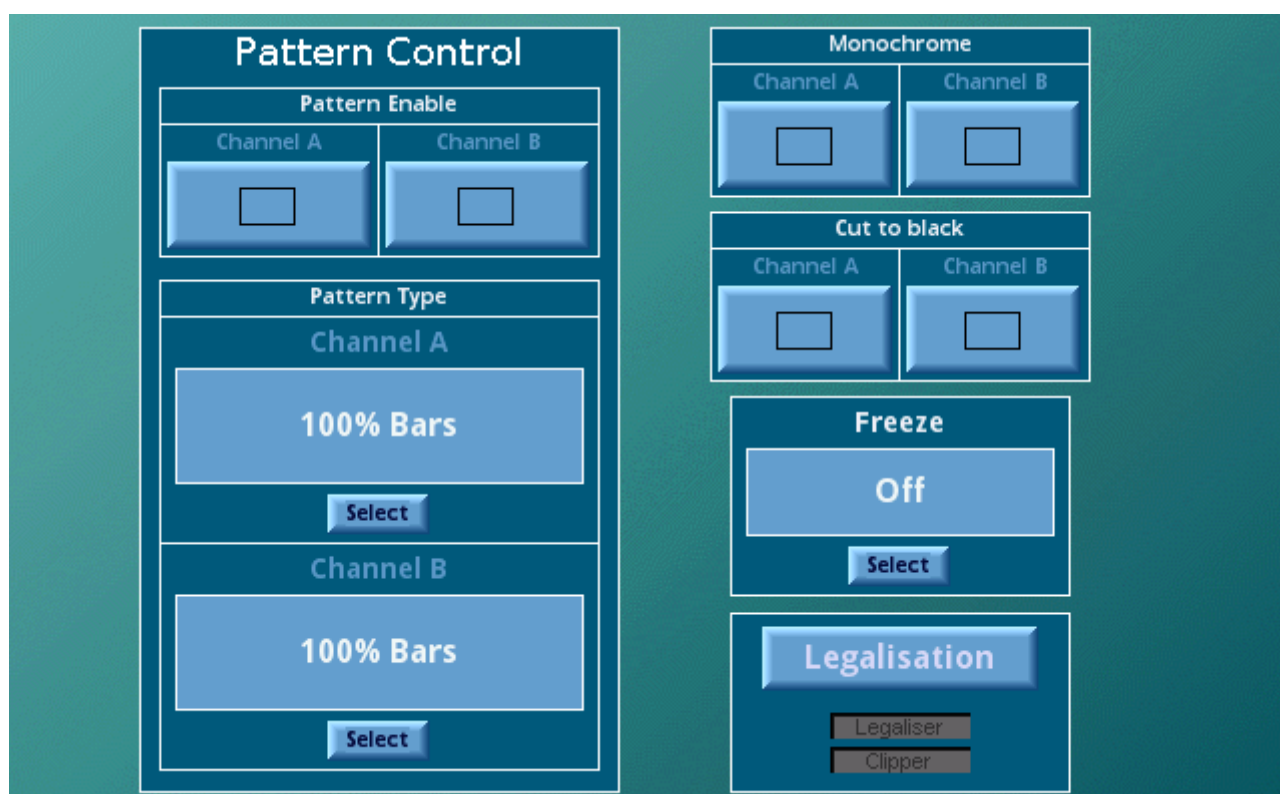 Pattern Control
Pattern Enable
Channel A
Channel B
Pattern Type
Channel A
100% Bars
Select
Channel B
100% Bars
Select
Monochrome
Channel A
Channel B
Cut to black
Channel A
Channel B
Freeze
Off
Select
Legalisation
Legaliser
Clipper